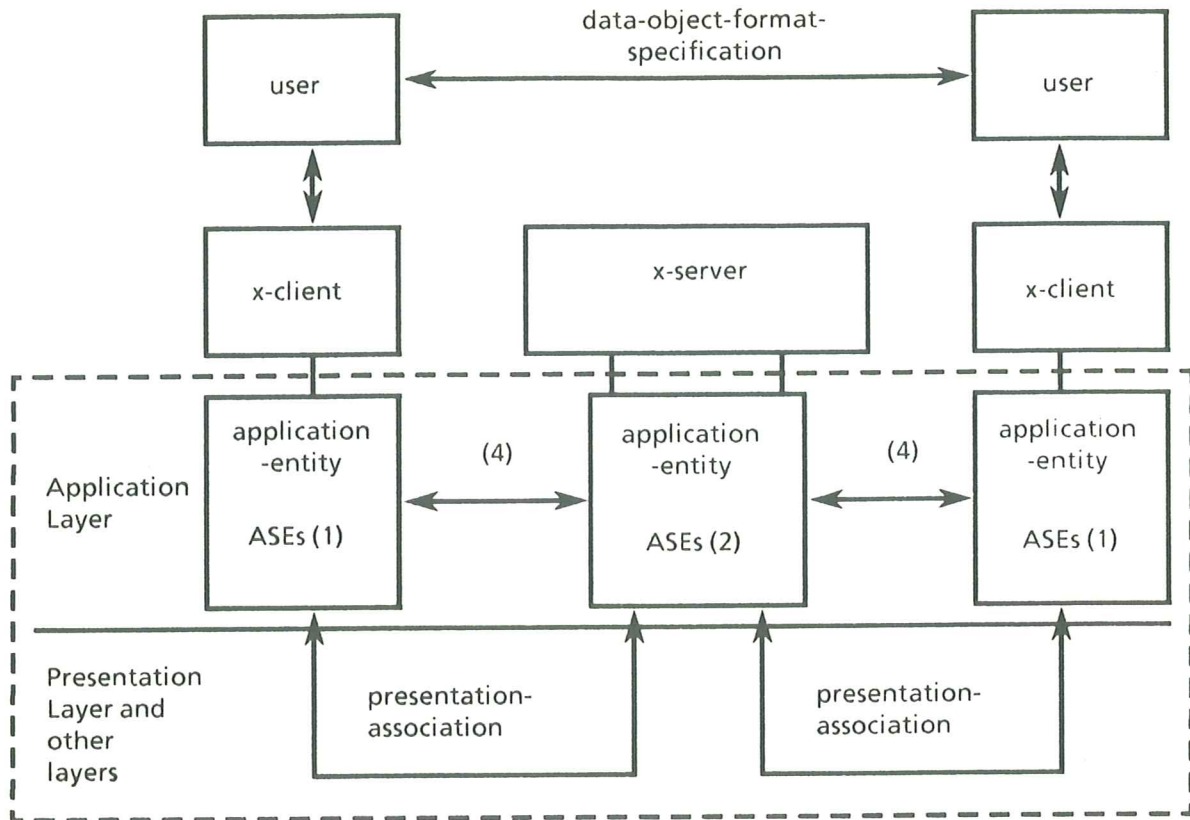 data-object-format-
specification
user
user
x-client
x-server
x-client
application
-entity
ASEs (1)
(4)
application
-entity
ASEs (2)
(4)
application
-entity
ASEs (1)
Application
Layer
Presentation
Layer and
other
layers
presentation-
association
presentation-
association